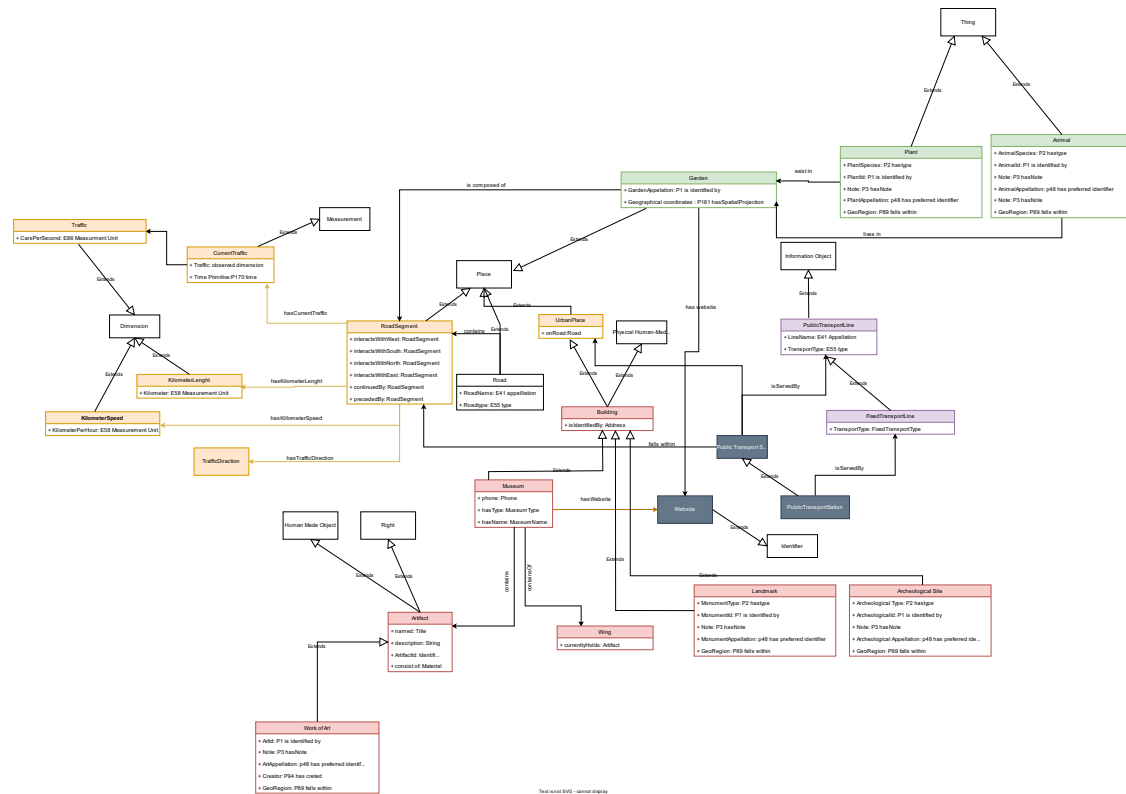 Thing
Extends
Extends
Plant
+ PlantSpecies: P2 hastype
+ PlantId: P1 is identified by
+ Note: P3 hasNote
+ PlantAppellation: p48 has preferred identifier
+ GeoRegion: P89 falls within
Animal
+ AnimalSpecies: P2 hastype
+ AnimalId: P1 is identified by
+ Note: P3 hasNote
+ AnimalAppellation: p48 has preferred identifier
+ Note: P3 hasNote
+ GeoRegion: P89 falls within
exist in
lives in
Garden
+ GardenAppelation: P1 is identified by
+ Geographical coordinates : P161 hasSpatialProjection
is composed of
has website
Measurement
Extends
Traffic
+ CarsPerSecond: E86 Measurment Unit
CurrentTraffic
+ Traffic: observed dimension
+ Time Primitive:P170 time
Extends
Dimension
Extends
Extends
hasCurrentTraffic
Place
Extends
Extends
Extends
Information Object
Extends
RoadSegment
+ interactsWithWest: RoadSegment
+ interactsWithSouth: RoadSegment
+ interactsWithNorth: RoadSegment
+ interactsWithEast: RoadSegment
+ continuedBy: RoadSegment
+ precededBy: RoadSegment
contains
Road
+ RoadName: E41 appellation
+ Roadtype: E55 type
UrbanPlace
+ onRoad:Road
Physical Human-Mad...
Extends
Extends
PublicTransportLine
+ LineName: E41 Appellation
+ TransportType: E55 type
isServedBy
Extends
KilometerLenght
+ Kilometer: E58 Measurement Unit
hasKilometerLenght
KilometerSpeed
+ KilometerPerHour: E58 Measurement Unit
hasKillometerSpeed
TrafficDirection
hasTrafficDirection
Building
+ isIdentifiedBy: Address
falls within
Public Transport S...
FixedTransportLine
+ TransportType: FixedTransportType
isServedBy
Extends
PublicTransportSation
Extends
Museum
+ phone: Phone
+ hasType: MuseumType
+ hasName: MuseumName
hasWebsite
Website
Extends
Identifier
Human Made Object
Right
Extends
Extends
contains
containsOf
Extends
Extends
Artifact
+ named: Title
+ description: String
+ ArtifactId: Identifi...
+ consist of: Material
Wing
+ currentlyHolds: Artifact
Landmark
+ MonumentType: P2 hastype
+ MonumentId: P1 is identified by
+ Note: P3 hasNote
+ MonumentAppellation: p48 has preferred identifier
+ GeoRegion: P89 falls within
Archeological Site
+ Archeological Type: P2 hastype
+ ArcheologicalId: P1 is identified by
+ Note: P3 hasNote
+ Archeological Appellation: p48 has preferred ide...
+ GeoRegion: P89 falls within
Extends
Work of Art
+ ArtId: P1 is identified by
+ Note: P3 hasNote
+ ArtAppellation: p48 has preferred identif...
+ Creator: P94 has creted
+ GeoRegion: P89 falls within
Text is not SVG - cannot display